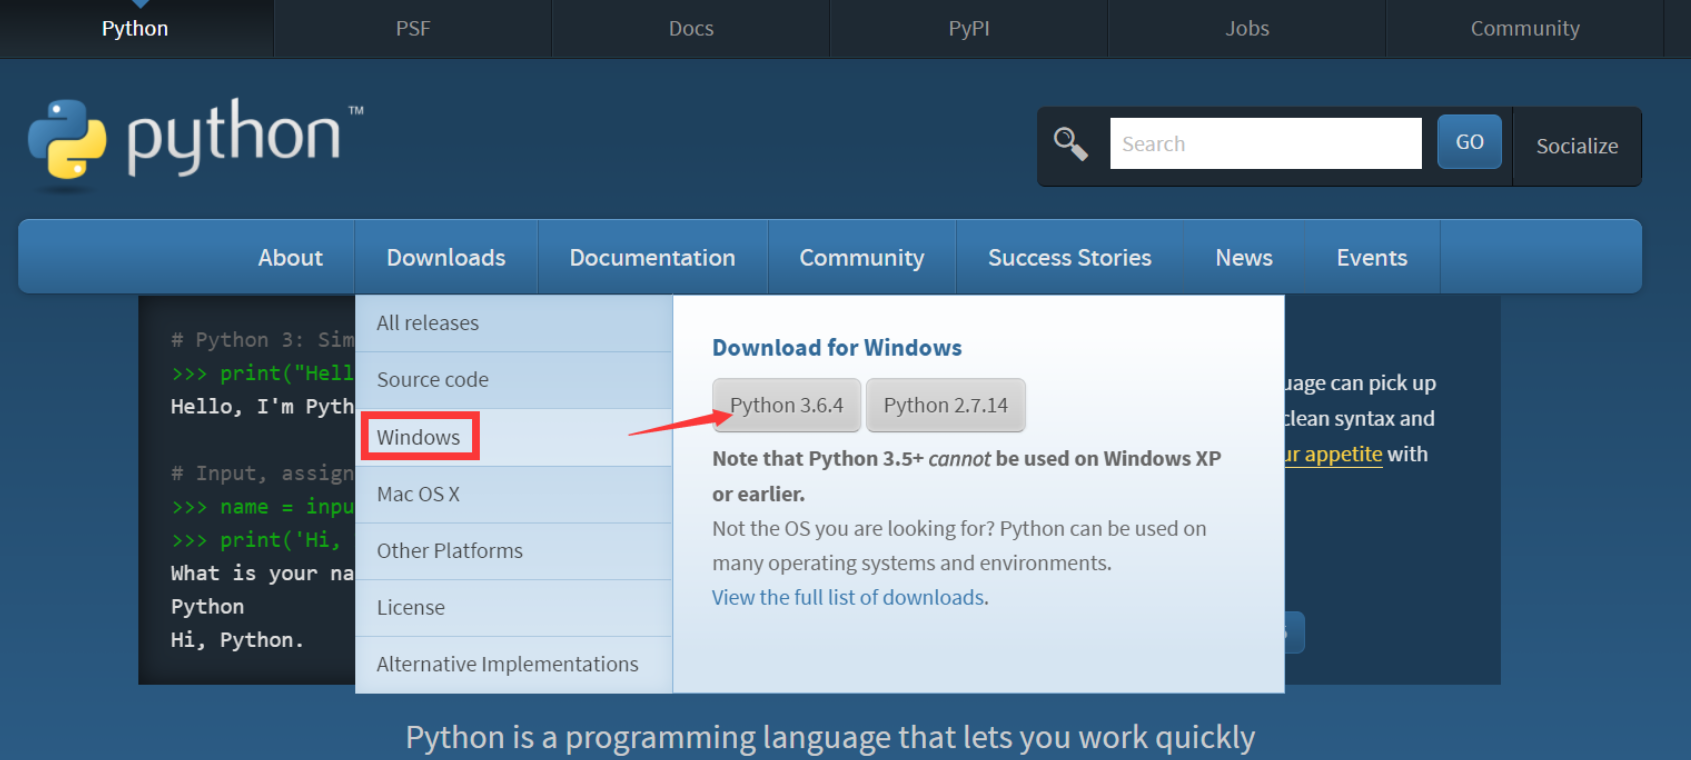 Python
PSF
Docs
PyPI
Jobs
Community
python™
Search
GO
Socialize
About
Downloads
Documentation
Community
Success Stories
News
Events
# Python 3: Sim
>>> print("Hell
Hello, I'm Pyth
# Input, assign
>>> name = inpu
>>> print('Hi,
What is your na
Python
Hi, Python.
All releases
Source code
Windows
Mac OS X
Other Platforms
License
Alternative Implementations
Download for Windows
Python 3.6.4
Python 2.7.14
Note that Python 3.5+ cannot be used on Windows XP
or earlier.
Not the OS you are looking for? Python can be used on
many operating systems and environments.
View the full list of downloads.
uage can pick up
clean syntax and
ur appetite with
Python is a programming language that lets you work quickly